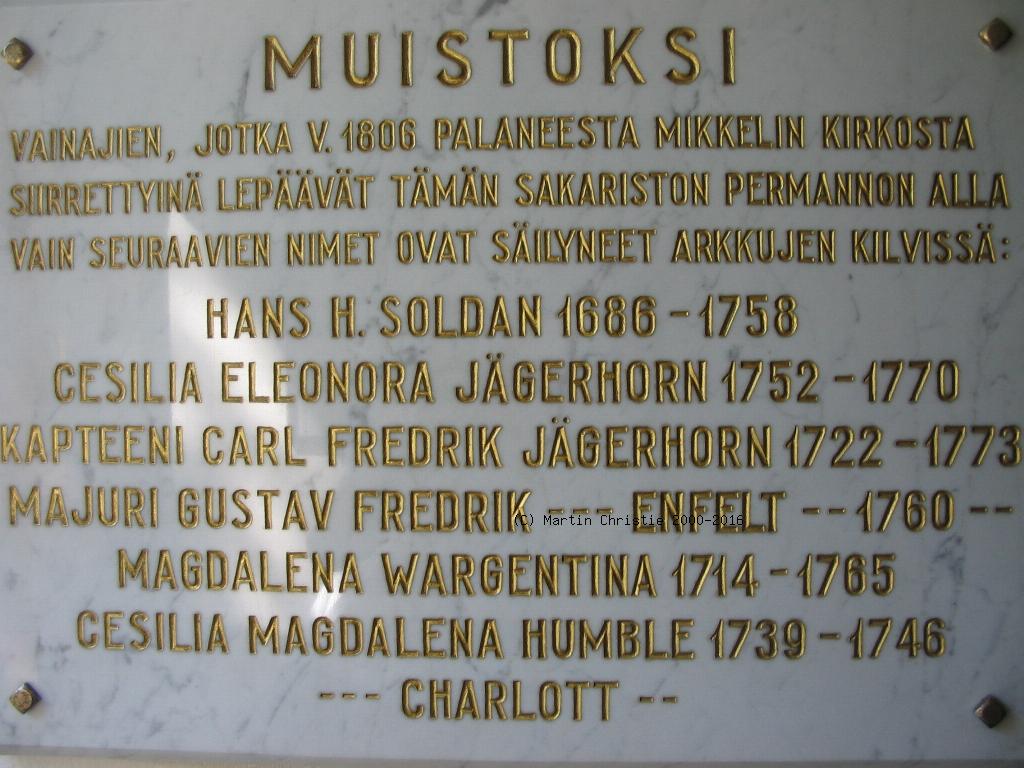 MUISTOKSI
VAINAJIEN, JOTKA V. 1806 PALANEESTA MIKKELIN KIRKOSTA
SIIRRETTYINÄ LEPÄÄVÄT TÄMÄN SAKARISTON PERMANNON ALLA
VAIN SEURAAVIEN NIMET OVAT SÄILYNEET ARKKUJEN KILVISSÄ:
HANS H. SOLDAN 1686 - 1758
CESILIA ELEONORA JÄGERHORN 1752 - 1770
KAPTEENI CARL FREDRIK JÄGERHORN 1722 - 1773
MAJURI GUSTAV FREDRIK --- ENFELT -- 1760 --
(C) Martin Christie 2000-2016
MAGDALENA WARGENTINA 1714 - 1765
CESILIA MAGDALENA HUMBLE 1739 - 1746
--- CHARLOTT --